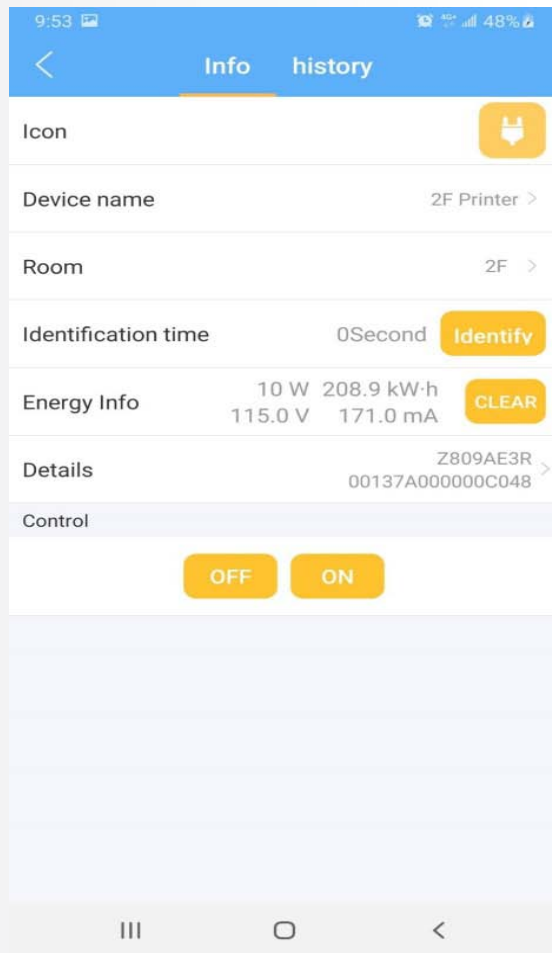 9:53 4G+ 48%
Info history
Icon
Device name 2F Printer
Room 2F
Identification time 0Second Identify
Energy Info 10 W 208.9 kW·h CLEAR
115.0 V 171.0 mA
Details Z809AE3R
00137A000000C048
Control
OFF ON